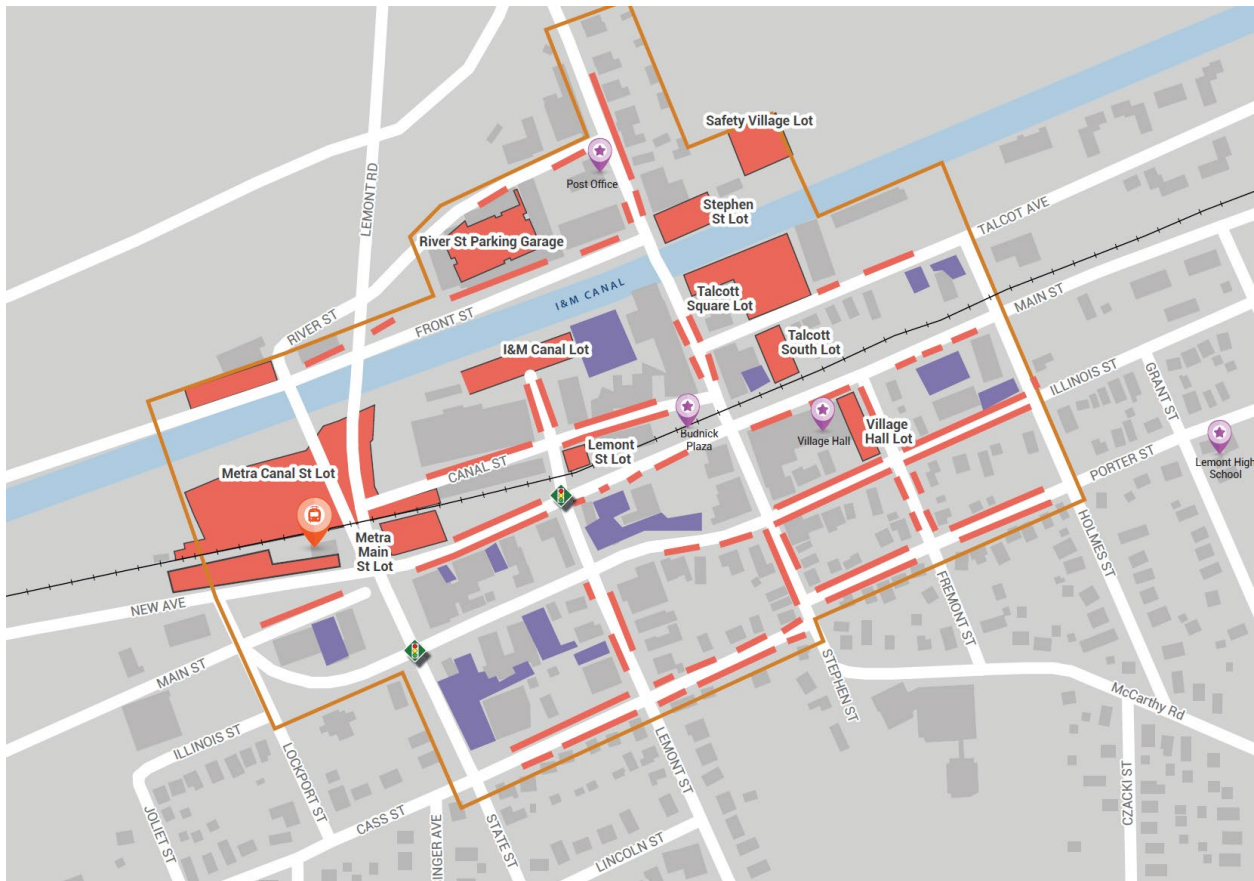 Safety Village Lot
Post Office
LEMONT RD
Stephen
St Lot
TALCOT AVE
River St Parking Garage
I&M CANAL
Talcott
Square Lot
MAIN ST
RIVER ST
FRONT ST
I&M Canal Lot
Talcott
South Lot
ILLINOIS ST
GRANT ST
Budnick
Plaza
Village Hall
Village
Hall Lot
Lemont
St Lot
PORTER ST
Lemont High
School
CANAL ST
Metra Canal St Lot
Metra
Main
St Lot
HOLMES ST
NEW AVE
FREMONT ST
MAIN ST
STEPHEN ST
McCarthy Rd
ILLINOIS ST
LOCKPORT ST
LEMONT ST
CZACKI ST
JOLIET ST
CASS ST
INGER AVE
STATE ST
LINCOLN ST